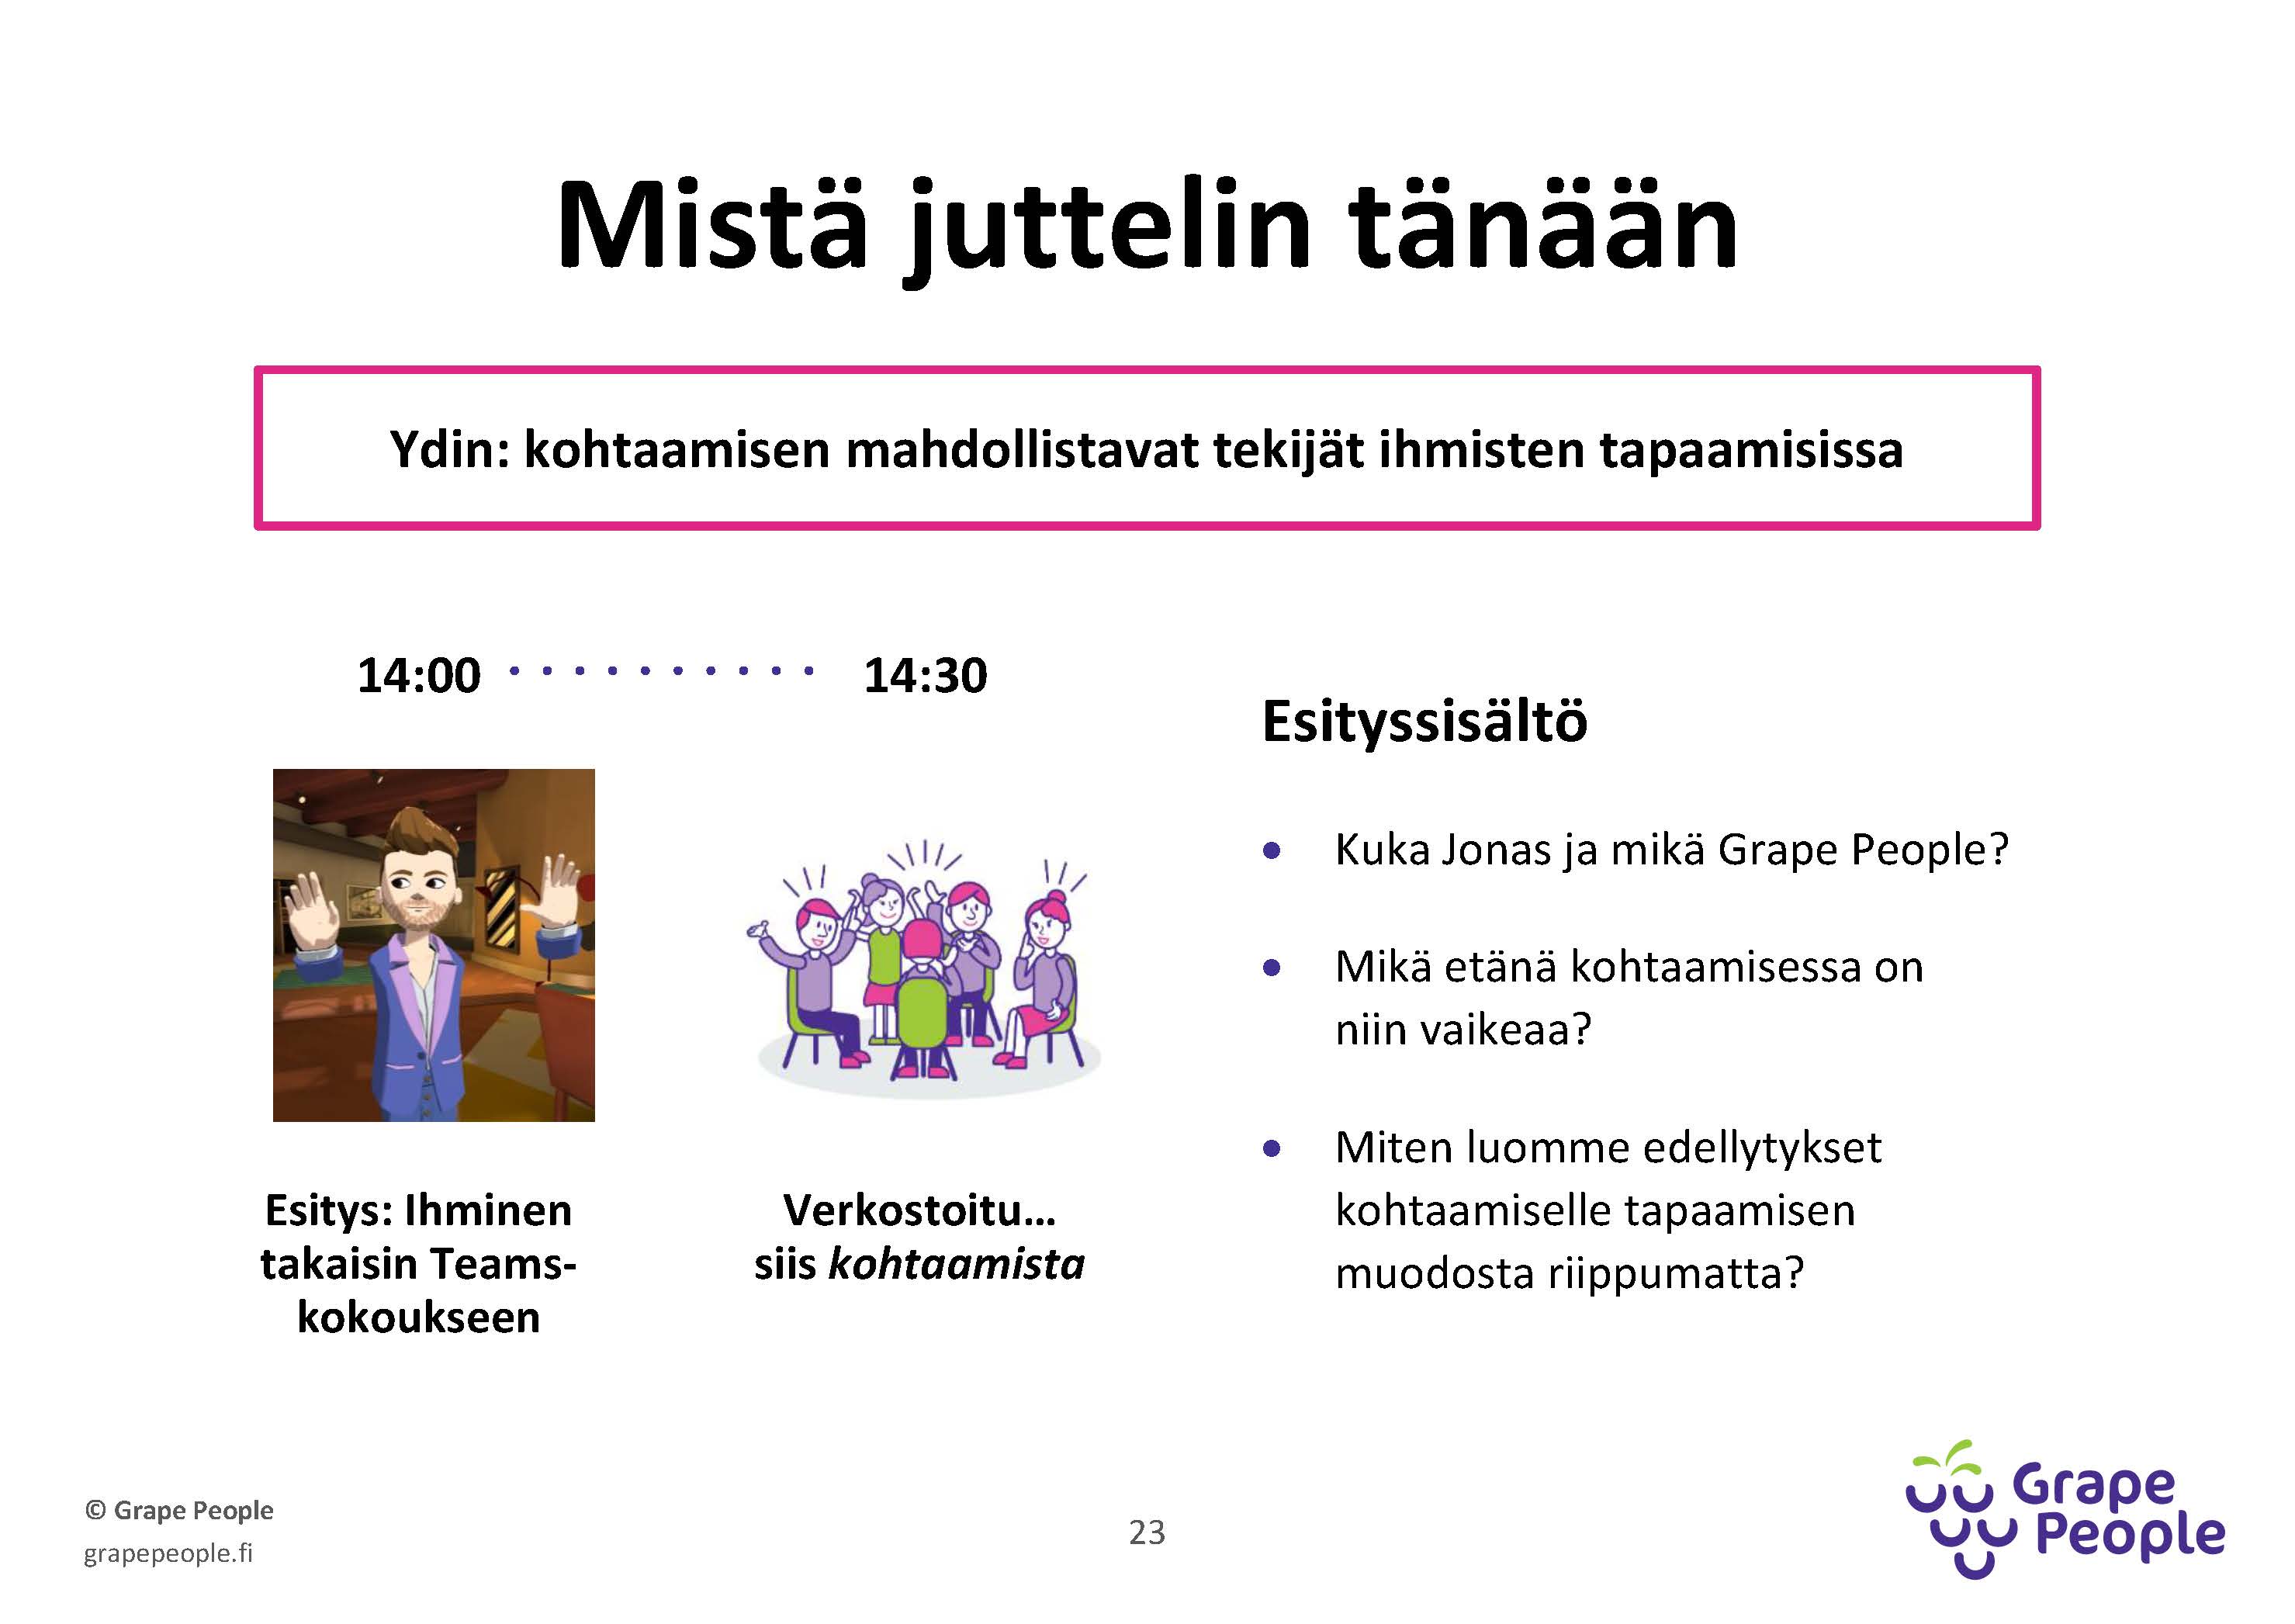 Mistä juttelin tänään
Ydin: kohtaamisen mahdollistavat tekijät ihmisten tapaamisissa
14:00
14:30
Esitys: Ihminen
takaisin Teams-
kokoukseen
Verkostoitu…
siis kohtaamista
Esityssisältö
• Kuka Jonas ja mikä Grape People?
• Mikä etänä kohtaamisessa on
niin vaikeaa?
• Miten luomme edellytykset
kohtaamiselle tapaamisen
muodosta riippumatta?
© Grape People
grapepeople.fi
23
Grape
People